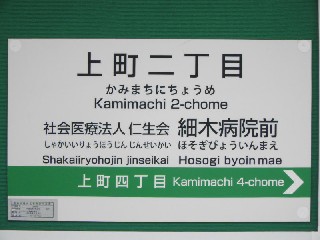 上町二丁目
かみまちにちょうめ
Kamimachi 2-chome
社会医療法人 仁生会 細木病院前
しゃかいいりょうほうじん じんせいかい ほそぎびょういんまえ
Shakaiiryohojin jinseikai Hosogi byoin mae
上町四丁目 Kamimachi 4-chome